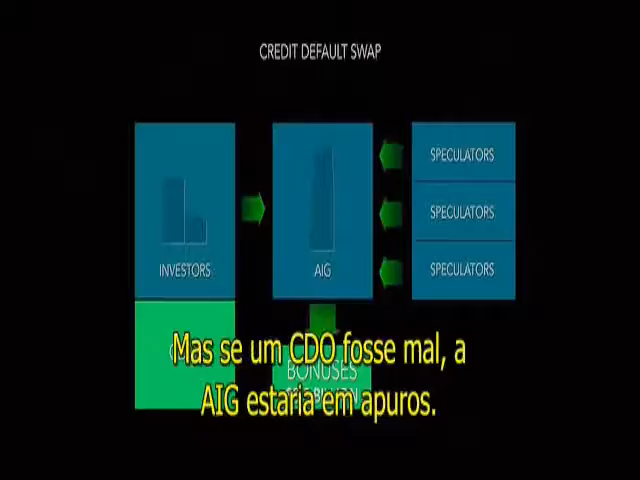 CREDIT DEFAULT SWAP
SPECULATORS
SPECULATORS
INVESTORS
AIG
SPECULATORS
Mas se um CDO fosse mal, a
BONUSES
AIG estaria em apuros.